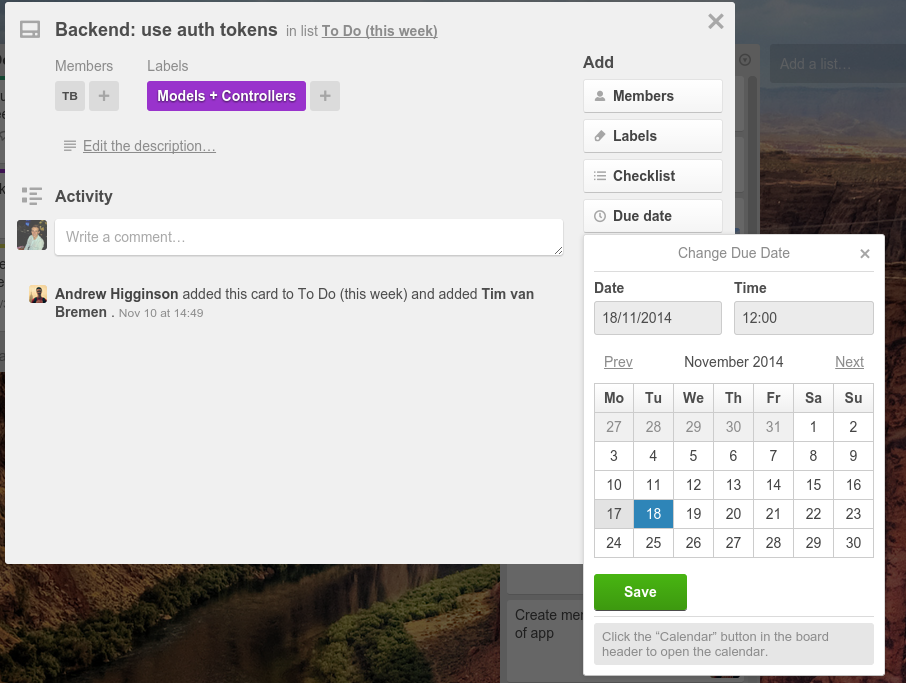 Backend: use auth tokens in list To Do (this week)
Members Labels
TB + Models + Controllers +
Edit the description…
Activity
Write a comment…
Andrew Higginson added this card to To Do (this week) and added Tim van
Bremen . Nov 10 at 14:49
Add
Members
Labels
Checklist
Due date
Change Due Date
Date Time
18/11/2014 12:00
Prev November 2014 Next
Mo Tu We Th Fr Sa Su
27 28 29 30 31 1 2
3 4 5 6 7 8 9
10 11 12 13 14 15 16
17 18 19 20 21 22 23
24 25 26 27 28 29 30
Save
Click the “Calendar” button in the board
header to open the calendar.
Add a list…
Create
of app